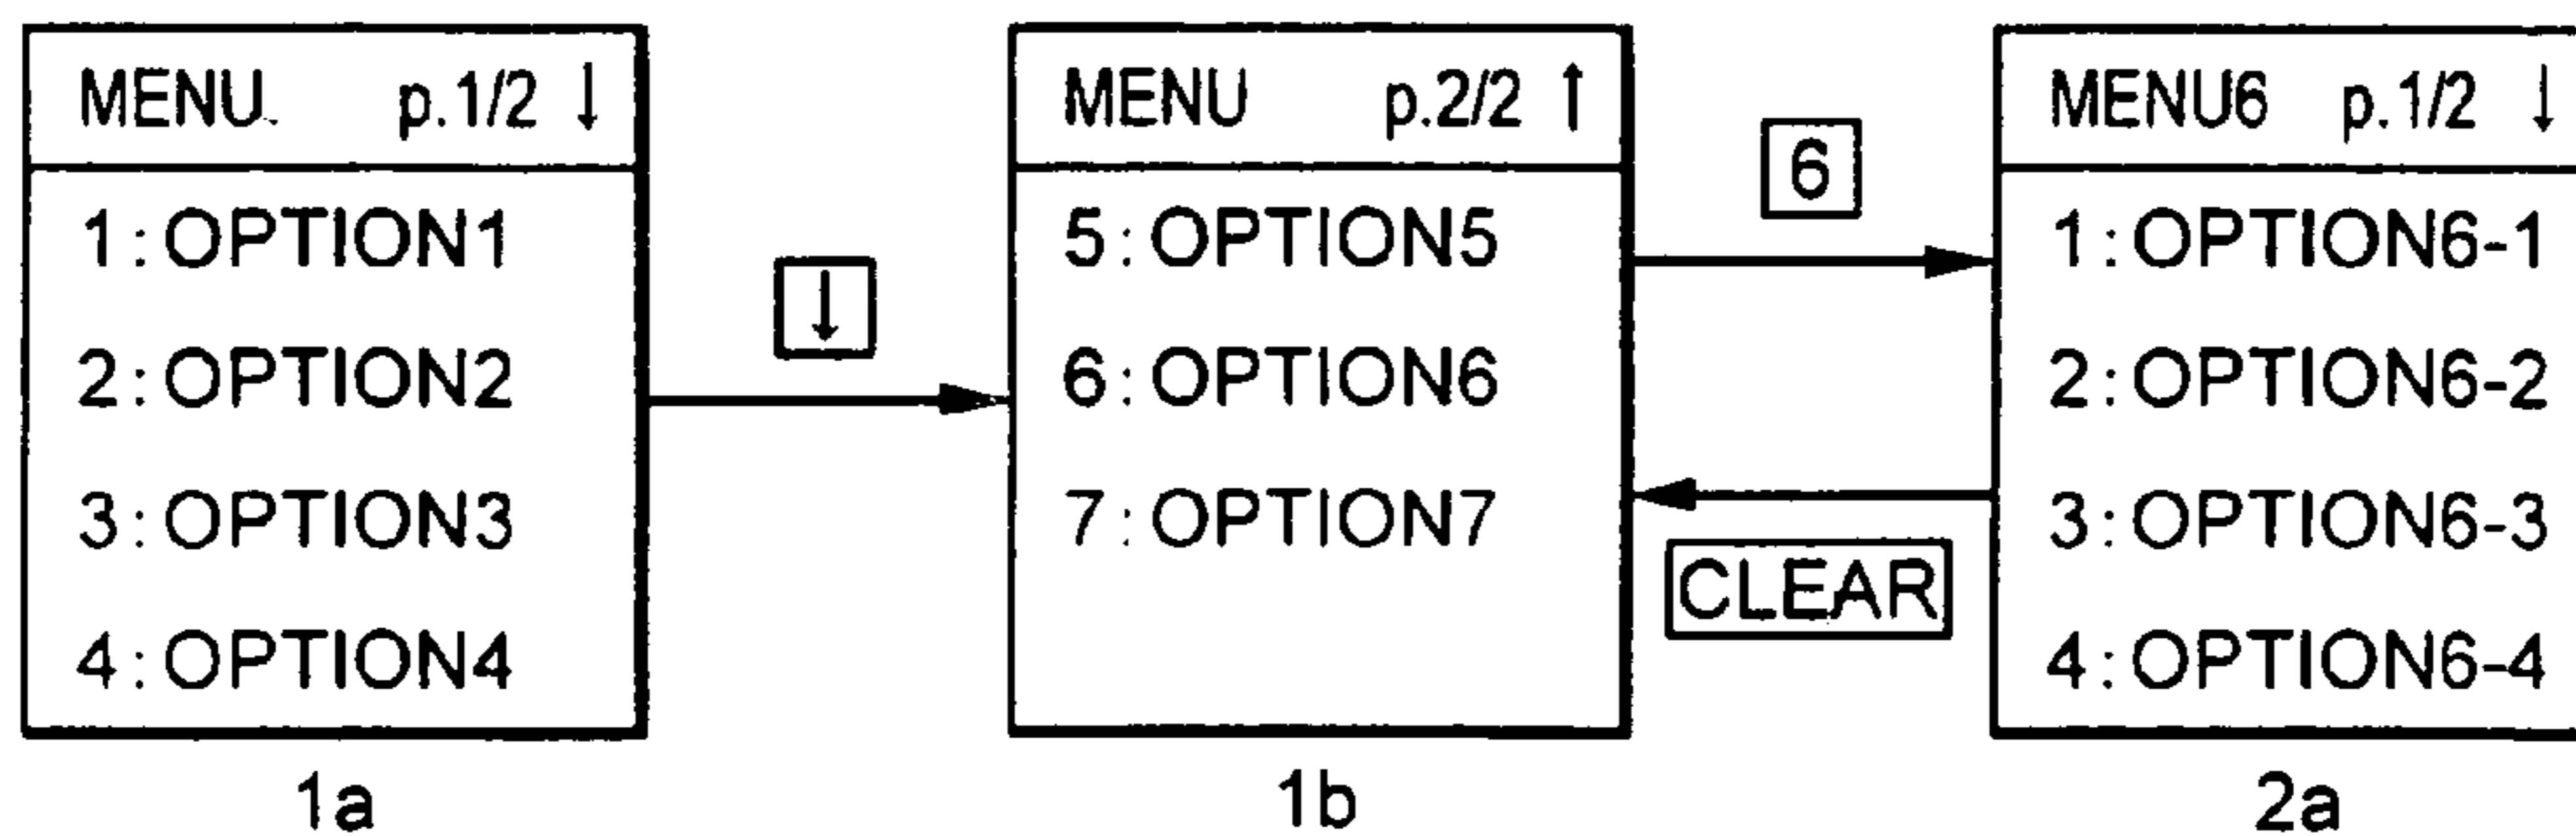 MENU p.1/2 ↓
1:OPTION1
2:OPTION2
3:OPTION3
4:OPTION4
1a
↓
MENU p.2/2 ↑
5:OPTION5
6:OPTION6
7:OPTION7
1b
6
CLEAR
MENU6 p.1/2 ↓
1:OPTION6-1
2:OPTION6-2
3:OPTION6-3
4:OPTION6-4
2a